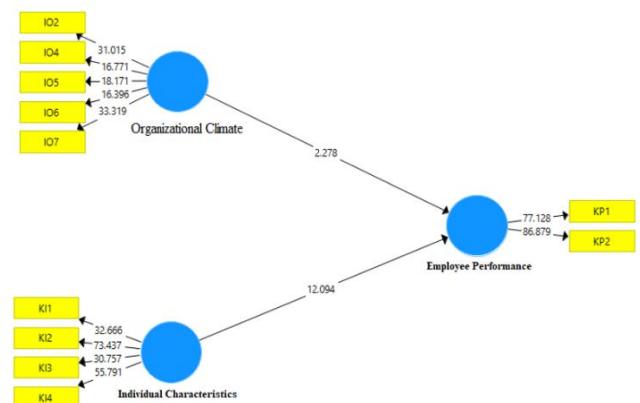 IO2
31.015
IO4
16.771
IO5
18.171
IO6
16.396
IO7
33.319
Organizational Climate
2.278
77.128
KP1
86.879
KP2
Employee Performance
12.094
KI1
32.666
KI2
73.437
KI3
30.757
KI4
55.791
Individual Characteristics